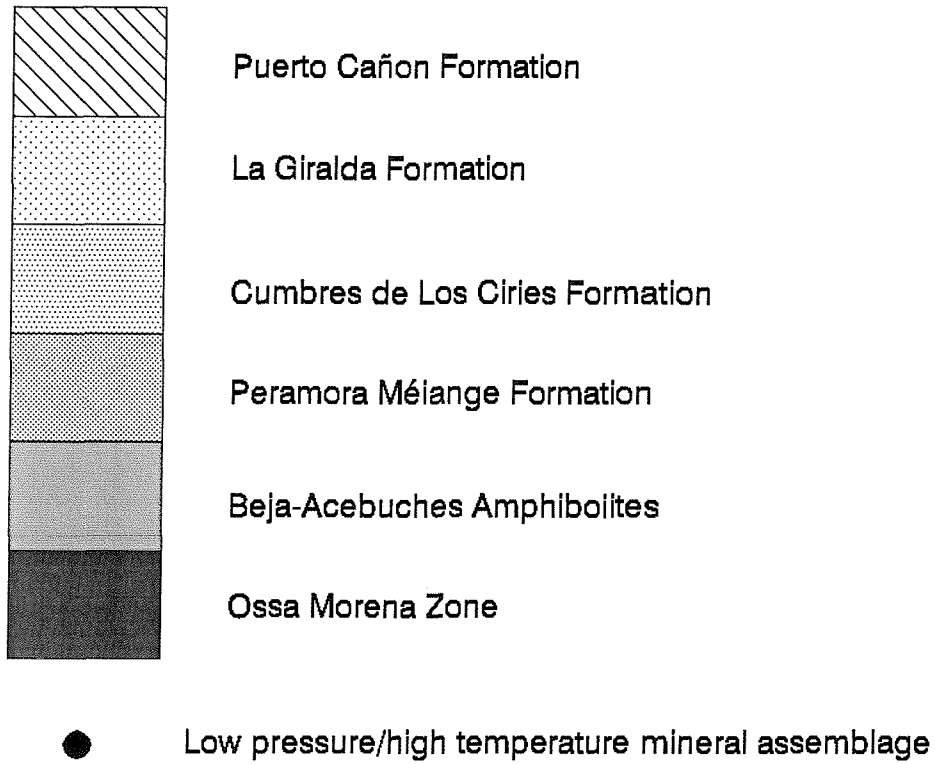 Puerto Cañon Formation
La Giralda Formation
Cumbres de Los Ciries Formation
Peramora Mélange Formation
Beja-Acebuches Amphibolites
Ossa Morena Zone
Low pressure/high temperature mineral assemblage